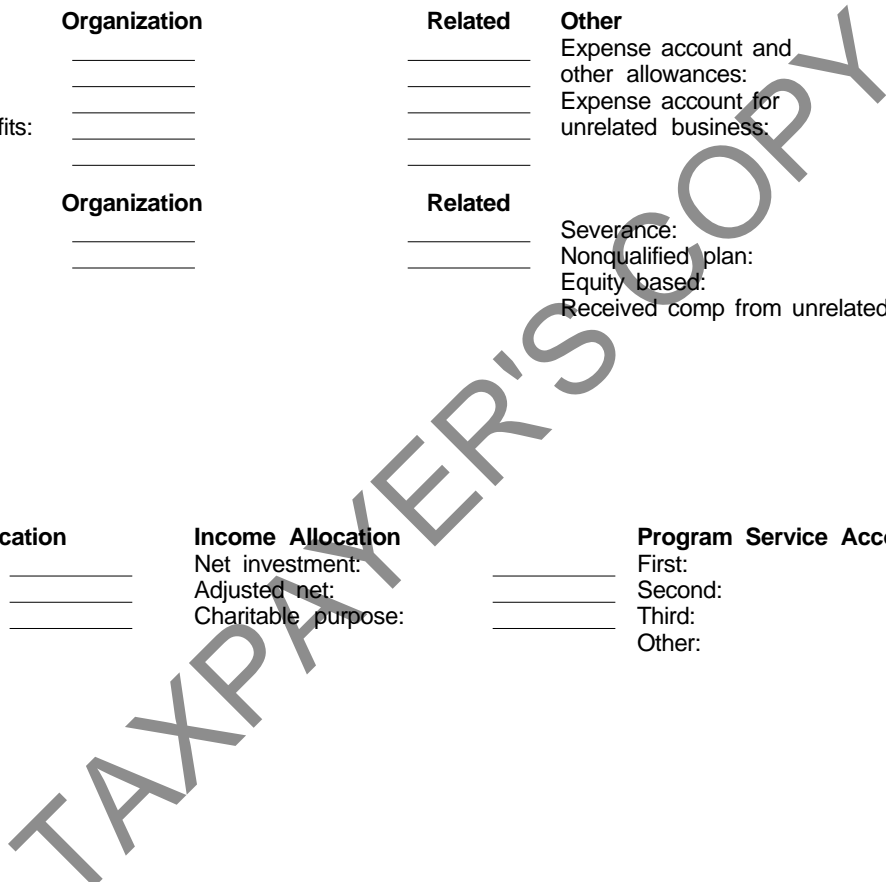 Organization Related Other
Expense account and
other allowances:
Expense account for
fits: unrelated business:
Organization Related
Severance:
Nonqualified plan:
Equity based:
Received comp from unrelated
cation Income Allocation Program Service Acc
Net investment: First:
Adjusted net: Second:
Charitable purpose: Third:
Other:
TAXPAYER'S COPY